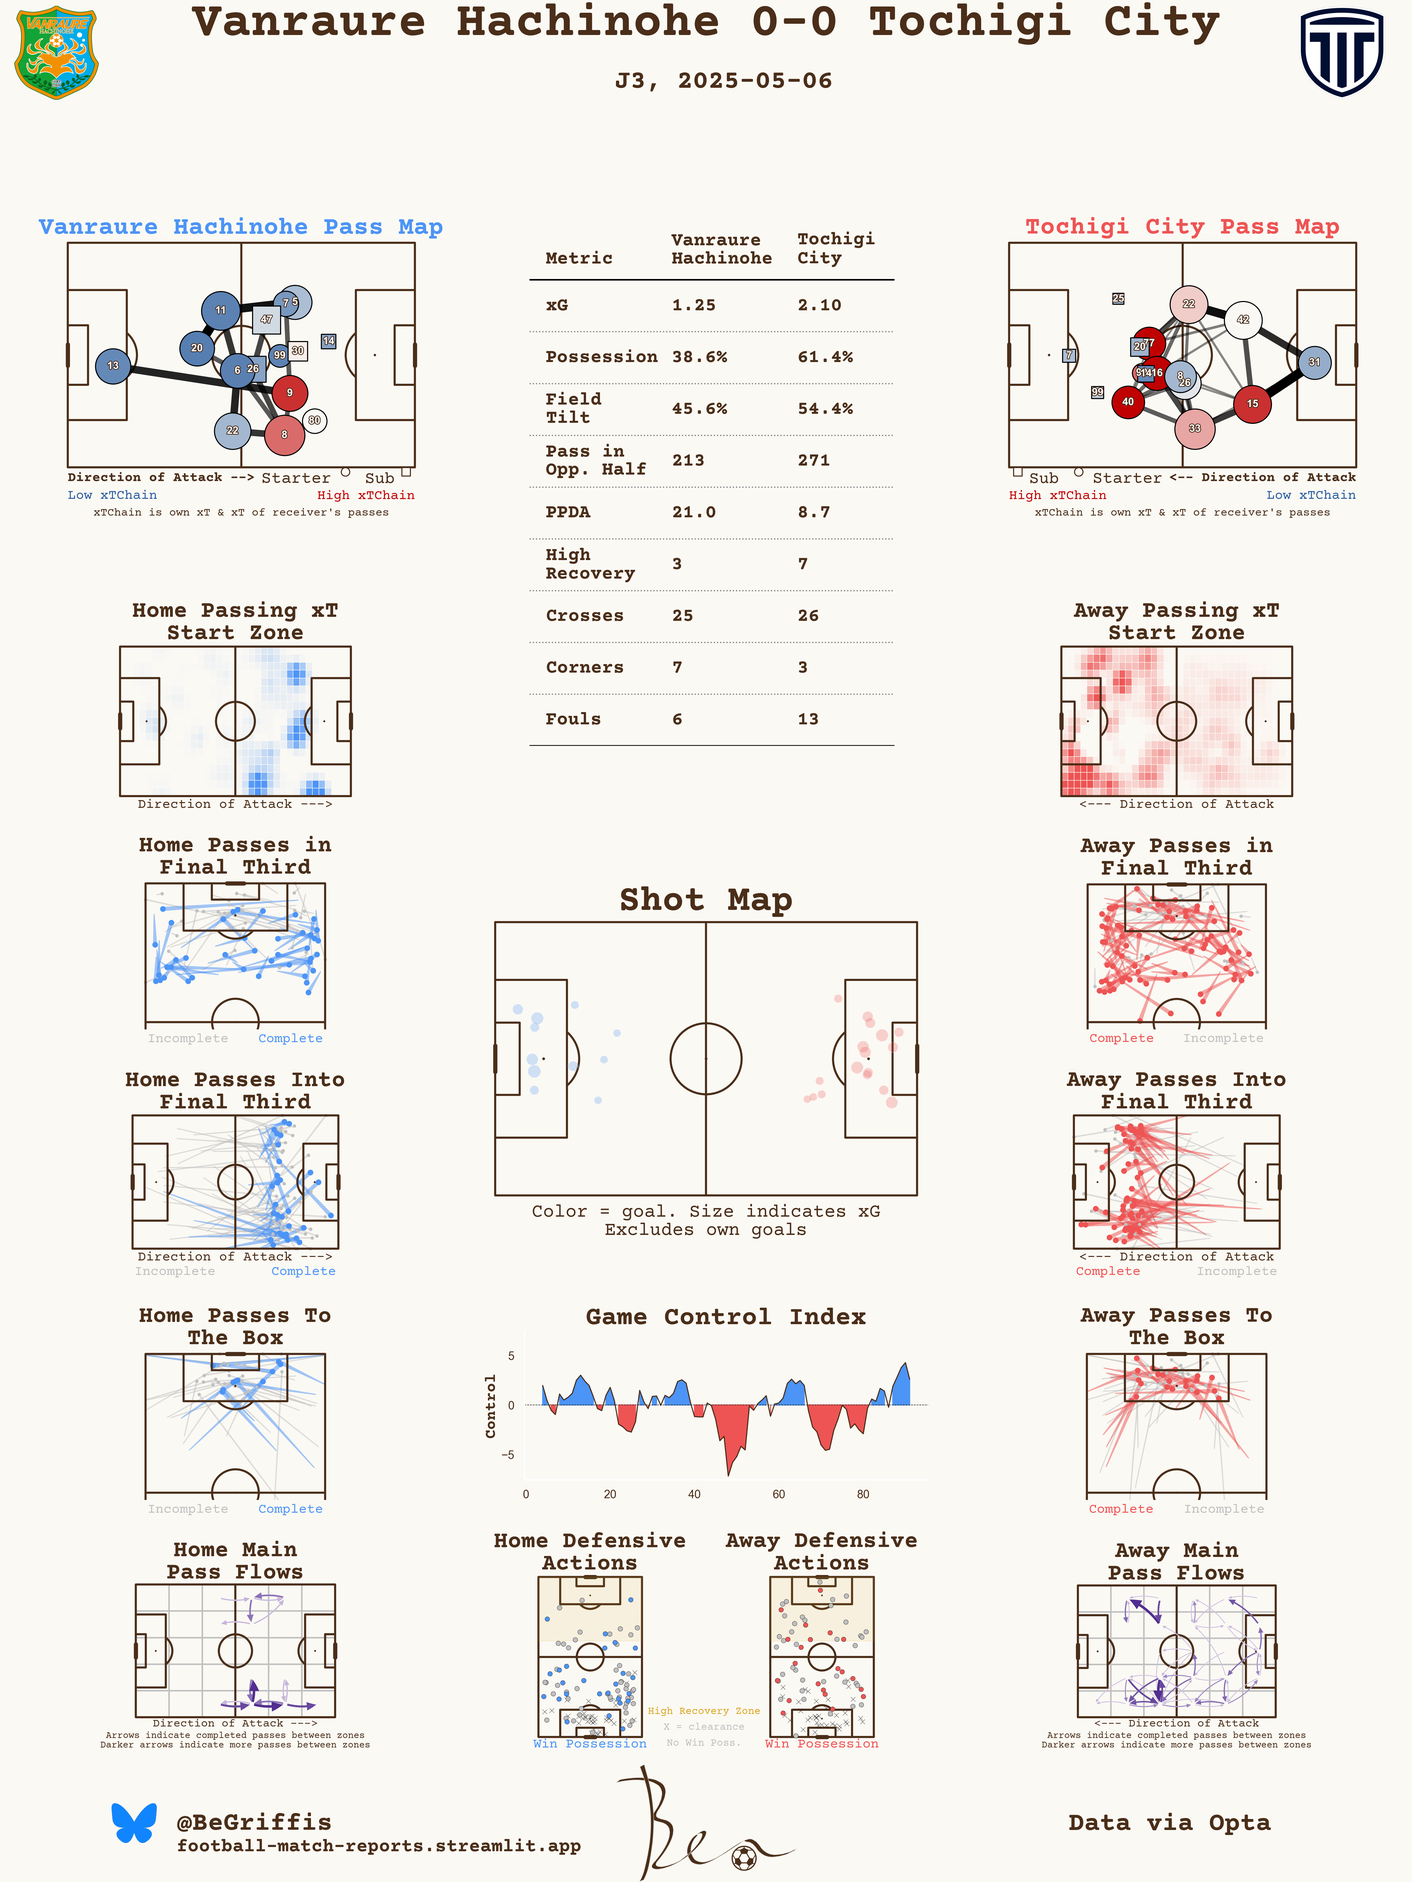 Vanraure Hachinohe 0-0 Tochigi City
J3, 2025-05-06
VANRAURE
HACHINOHE
Vanraure Hachinohe Pass Map
11
7
5
47
14
20
99
30
13
6
26
9
22
8
80
Direction of Attack --> Starter Sub
Low xTChain High xTChain
xTChain is own xT & xT of receiver's passes
Metric Vanraure Hachinohe Tochigi City
xG 1.25 2.10
Possession 38.6% 61.4%
Field Tilt 45.6% 54.4%
Pass in Opp. Half 213 271
PPDA 21.0 8.7
High Recovery 3 7
Crosses 25 26
Corners 7 3
Fouls 6 13
Tochigi City Pass Map
25
22
42
7
20
77
31
14
16
8
26
99
40
15
33
Sub Starter <-- Direction of Attack
High xTChain Low xTChain
xTChain is own xT & xT of receiver's passes
Home Passing xT
Start Zone
Direction of Attack --->
Away Passing xT
Start Zone
<--- Direction of Attack
Home Passes in
Final Third
Incomplete Complete
Away Passes in
Final Third
Complete Incomplete
Shot Map
Color = goal. Size indicates xG
Excludes own goals
Home Passes Into
Final Third
Direction of Attack --->
Incomplete Complete
Away Passes Into
Final Third
<--- Direction of Attack
Complete Incomplete
Home Passes To
The Box
Incomplete Complete
Game Control Index
Control
5
0
−5
0 20 40 60 80
Away Passes To
The Box
Complete Incomplete
Home Main
Pass Flows
Direction of Attack --->
Arrows indicate completed passes between zones
Darker arrows indicate more passes between zones
Home Defensive
Actions
Win Possession
High Recovery Zone
X = clearance
No Win Poss.
Away Defensive
Actions
Win Possession
Away Main
Pass Flows
<--- Direction of Attack
Arrows indicate completed passes between zones
Darker arrows indicate more passes between zones
@BeGriffis
football-match-reports.streamlit.app
Ben
Data via Opta